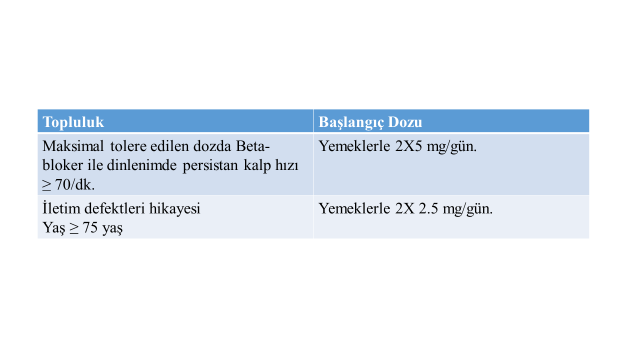 Topluluk
Başlangıç Dozu
Maksimal tolere edilen dozda Beta-
bloker ile dinlenimde persistan kalp hızı
≥ 70/dk.
Yemeklerle 2X5 mg/gün.
İletim defektleri hikayesi
Yaş ≥ 75 yaş
Yemeklerle 2X 2.5 mg/gün.